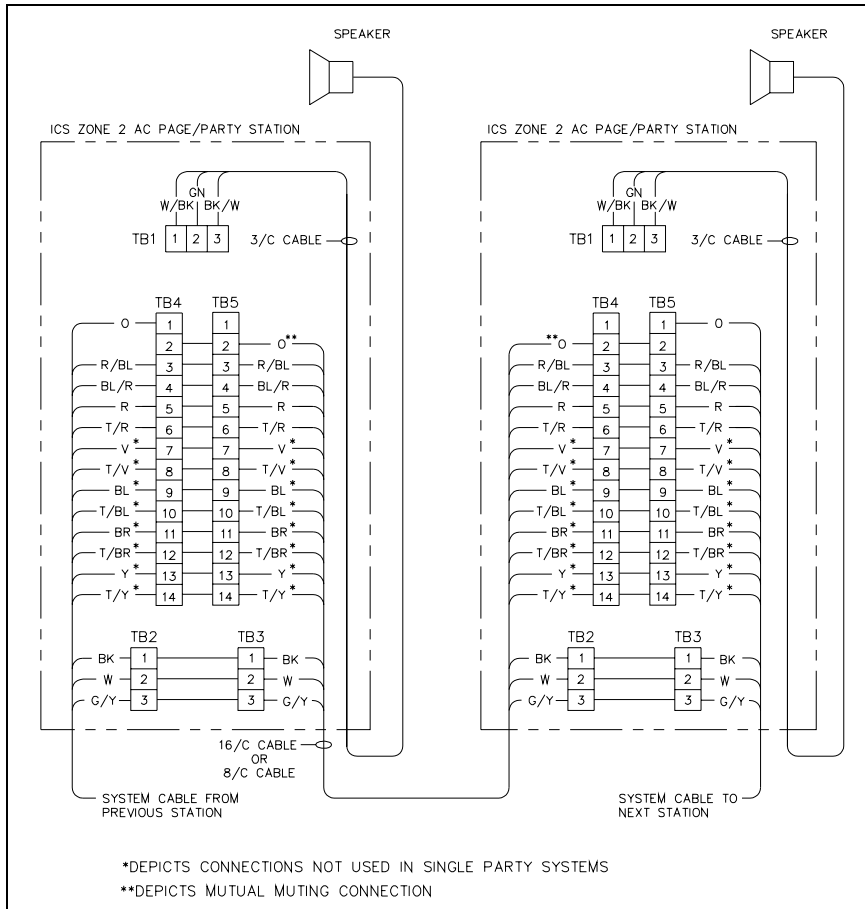 SPEAKER SPEAKER
ICS ZONE 2 AC PAGE/PARTY STATION ICS ZONE 2 AC PAGE/PARTY STATION
GN GN
W/BK BK/W W/BK BK/W
TB1 1 2 3 3/C CABLE TB1 1 2 3 3/C CABLE
TB4 TB5 TB4 TB5
O 1 1 1 1 O
2 2 O** **O 2 2
R/BL 3 3 R/BL R/BL 3 3 R/BL
BL/R 4 4 BL/R BL/R 4 4 BL/R
R 5 5 R R 5 5 R
T/R 6 6 T/R T/R 6 6 T/R
V* 7 7 V* V* 7 7 V*
T/V* 8 8 T/V* T/V* 8 8 T/V*
BL* 9 9 BL* BL* 9 9 BL*
T/BL* 10 10 T/BL* T/BL* 10 10 T/BL*
BR* 11 11 BR* BR* 11 11 BR*
T/BR* 12 12 T/BR* T/BR* 12 12 T/BR*
Y* 13 13 Y* Y* 13 13 Y*
T/Y* 14 14 T/Y* T/Y* 14 14 T/Y*
TB2 TB3 TB2 TB3
BK 1 1 BK BK 1 1 BK
W 2 2 W W 2 2 W
G/Y 3 3 G/Y G/Y 3 3 G/Y
16/C CABLE
OR
8/C CABLE
SYSTEM CABLE FROM
PREVIOUS STATION
SYSTEM CABLE TO
NEXT STATION
*DEPICTS CONNECTIONS NOT USED IN SINGLE PARTY SYSTEMS
**DEPICTS MUTUAL MUTING CONNECTION